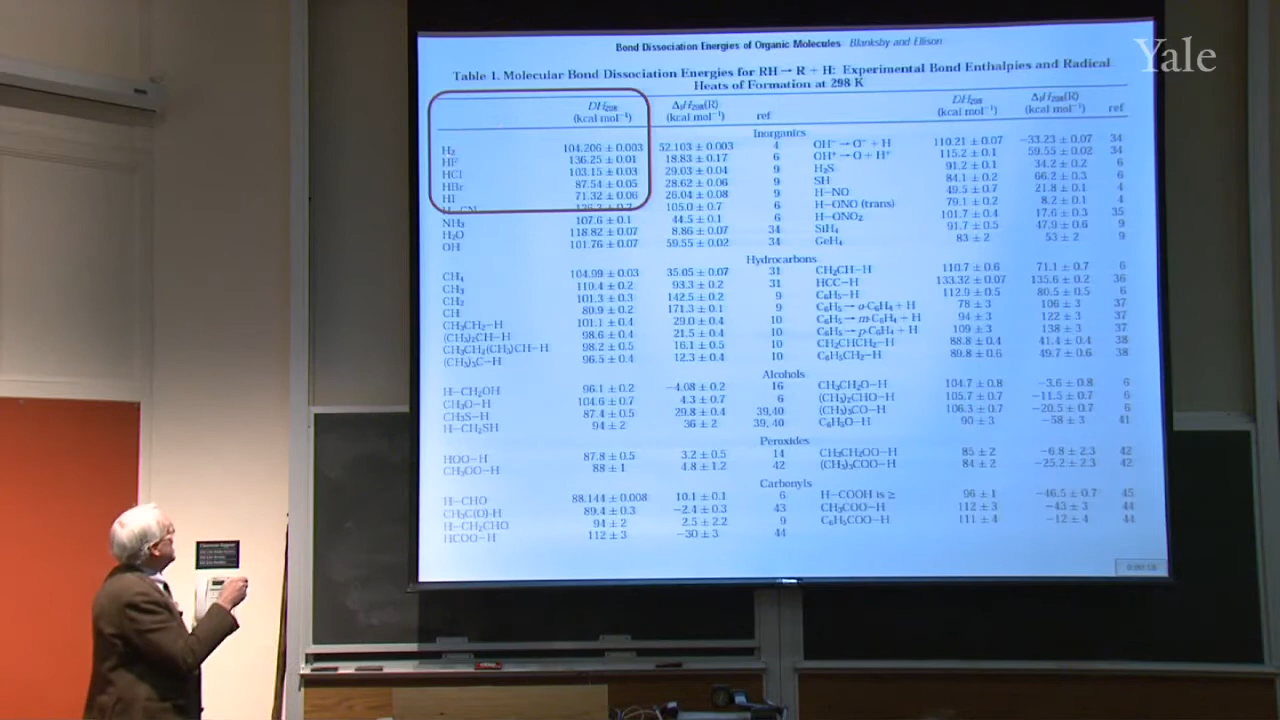 Yale
Bond Dissociation Energies of Organic Molecules Blanksby and Ellison
Table 1. Molecular Bond Dissociation Energies for RH → R + H: Experimental Bond Enthalpies and Radical
Heats of Formation at 298 K
DH298 ΔfH298(R) DH298 ΔfH298(R)
(kcal mol⁻¹) (kcal mol⁻¹) ref (kcal mol⁻¹) (kcal mol⁻¹) ref
Inorganics
H2 104.206 ± 0.003 52.103 ± 0.003 4 OH⁻ → O⁻ + H 110.21 ± 0.07 −33.23 ± 0.07 34
HF 136.25 ± 0.01 18.83 ± 0.17 6 OH⁺ → O + H⁺ 115.2 ± 0.1 59.55 ± 0.02 34
HCl 103.15 ± 0.03 29.03 ± 0.04 9 H2S 91.2 ± 0.1 34.2 ± 0.2 6
HBr 87.54 ± 0.05 28.62 ± 0.06 9 SH 84.1 ± 0.2 66.2 ± 0.3 6
HI 71.32 ± 0.06 26.04 ± 0.08 9 H−NO 49.5 ± 0.7 21.8 ± 0.1 4
H−CN 105.0 ± 0.7 6 H−ONO (trans) 79.1 ± 0.2 8.2 ± 0.1 4
NH3 107.6 ± 0.1 44.5 ± 0.1 6 H−ONO2 101.7 ± 0.4 17.6 ± 0.3 35
H2O 118.82 ± 0.07 8.86 ± 0.07 34 SiH4 91.7 ± 0.5 47.9 ± 0.6 9
OH 101.76 ± 0.07 59.55 ± 0.02 34 GeH4 83 ± 2 53 ± 2 9
Hydrocarbons
CH4 104.99 ± 0.03 35.05 ± 0.07 31 CH2CH−H 110.7 ± 0.6 71.1 ± 0.7 6
CH3 110.4 ± 0.2 93.3 ± 0.2 31 HCC−H 133.32 ± 0.07 135.6 ± 0.2 36
CH2 101.3 ± 0.3 142.5 ± 0.2 9 C6H5−H 112.9 ± 0.5 80.5 ± 0.5 6
CH 80.9 ± 0.2 171.3 ± 0.1 9 C6H5 → o-C6H4 + H 78 ± 3 106 ± 3 37
CH3CH2−H 101.1 ± 0.4 29.0 ± 0.4 10 C6H5 → m-C6H4 + H 94 ± 3 122 ± 3 37
(CH3)2CH−H 98.6 ± 0.4 21.5 ± 0.4 10 C6H5 → p-C6H4 + H 109 ± 3 138 ± 3 37
CH3CH2(CH3)CH−H 98.2 ± 0.5 16.1 ± 0.5 10 CH2CHCH2−H 88.8 ± 0.4 41.4 ± 0.4 38
(CH3)3C−H 96.5 ± 0.4 12.3 ± 0.4 10 C6H5CH2−H 89.8 ± 0.6 49.7 ± 0.6 38
Alcohols
H−CH2OH 96.1 ± 0.2 −4.08 ± 0.2 16 CH3CH2O−H 104.7 ± 0.8 −3.6 ± 0.8 6
CH3O−H 104.6 ± 0.7 4.3 ± 0.7 6 (CH3)2CHO−H 105.7 ± 0.7 −11.5 ± 0.7 6
CH3S−H 87.4 ± 0.5 29.8 ± 0.4 39,40 (CH3)3CO−H 106.3 ± 0.7 −20.5 ± 0.7 6
H−CH2SH 94 ± 2 36 ± 2 39, 40 C6H5O−H 90 ± 3 −58 ± 3 41
Peroxides
HOO−H 87.8 ± 0.5 3.2 ± 0.5 14 CH3CH2OO−H 85 ± 2 −6.8 ± 2.3 42
CH3OO−H 88 ± 1 4.8 ± 1.2 42 (CH3)3COO−H 84 ± 2 −25.2 ± 2.3 42
Carbonyls
H−CHO 88.144 ± 0.008 10.1 ± 0.1 6 H−COOH is ≥ 96 ± 1 −46.5 ± 0.7 45
CH3C(O)-H 89.4 ± 0.3 −2.4 ± 0.3 43 CH3COO−H 112 ± 3 −43 ± 3 44
H−CH2CHO 94 ± 2 2.5 ± 2.2 9 C6H5COO−H 111 ± 4 −12 ± 4 44
HCOO−H 112 ± 3 −30 ± 3 44